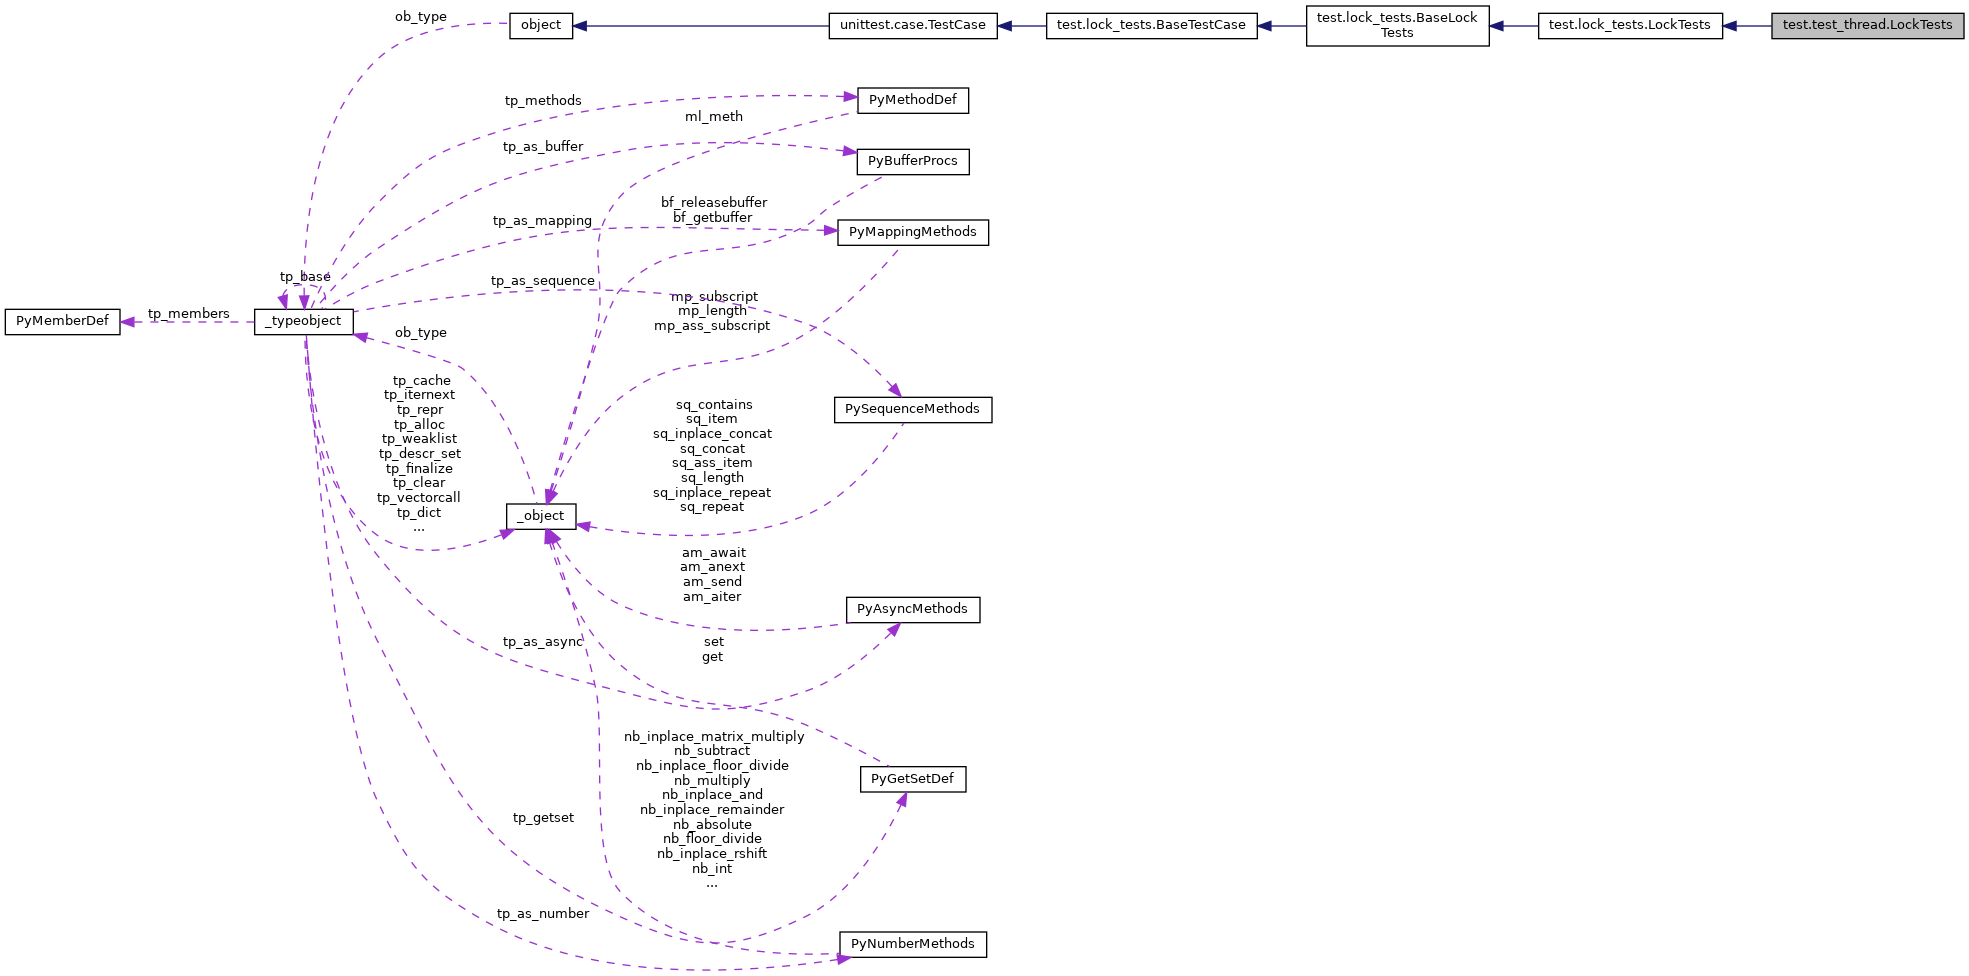 ob_type
object
unittest.case.TestCase
test.lock_tests.BaseTestCase
test.lock_tests.BaseLock
Tests
test.lock_tests.LockTests
test.test_thread.LockTests
tp_methods
PyMethodDef
ml_meth
tp_as_buffer
PyBufferProcs
bf_releasebuffer
bf_getbuffer
tp_as_mapping
PyMappingMethods
tp_base
tp_as_sequence
mp_subscript
mp_length
mp_ass_subscript
PyMemberDef
tp_members
_typeobject
ob_type
tp_cache
tp_iternext
tp_repr
tp_alloc
tp_weaklist
tp_descr_set
tp_finalize
tp_clear
tp_vectorcall
tp_dict
...
sq_contains
sq_item
sq_inplace_concat
sq_concat
sq_ass_item
sq_length
sq_inplace_repeat
sq_repeat
PySequenceMethods
_object
am_await
am_anext
am_send
am_aiter
PyAsyncMethods
tp_as_async
set
get
nb_inplace_matrix_multiply
nb_subtract
nb_inplace_floor_divide
nb_multiply
nb_inplace_and
nb_inplace_remainder
nb_absolute
nb_floor_divide
nb_inplace_rshift
nb_int
...
PyGetSetDef
tp_getset
tp_as_number
PyNumberMethods